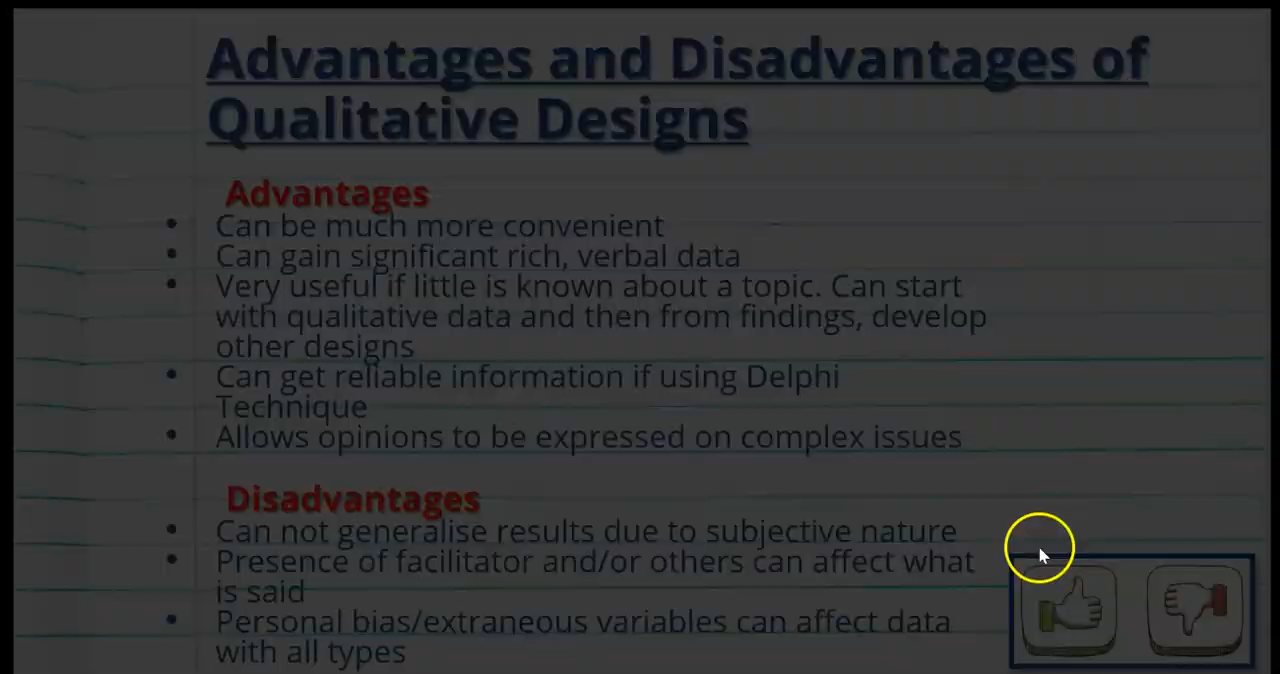 Advantages and Disadvantages of
Qualitative Designs
Advantages
• Can be much more convenient
• Can gain significant rich, verbal data
• Very useful if little is known about a topic. Can start
with qualitative data and then from findings, develop
other designs
• Can get reliable information if using Delphi
Technique
• Allows opinions to be expressed on complex issues
Disadvantages
• Can not generalise results due to subjective nature
• Presence of facilitator and/or others can affect what
is said
• Personal bias/extraneous variables can affect data
with all types